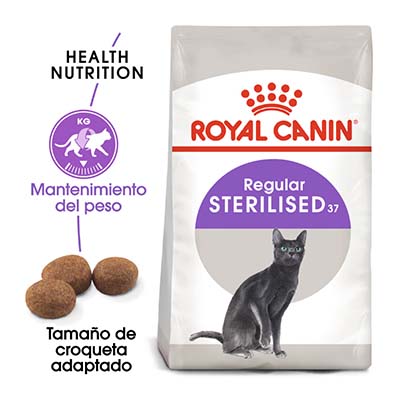 HEALTH
NUTRITION
KG
Mantenimiento
del peso
Tamaño de
croqueta
adaptado
ROYAL CANIN
Regular
STERILISED 37